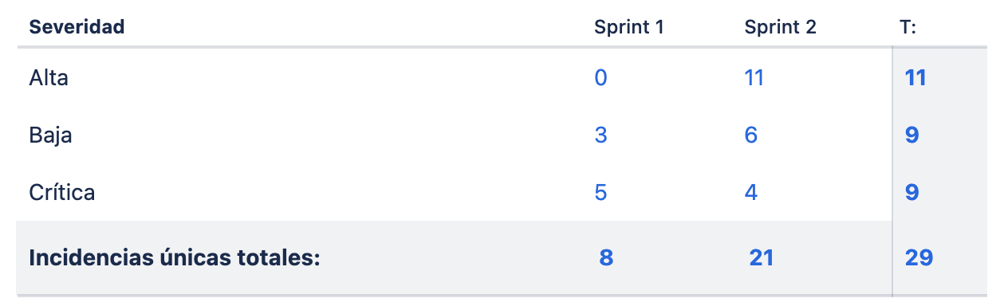 Severidad Sprint 1 Sprint 2 T:
Alta 0 11 11
Baja 3 6 9
Crítica 5 4 9
Incidencias únicas totales: 8 21 29